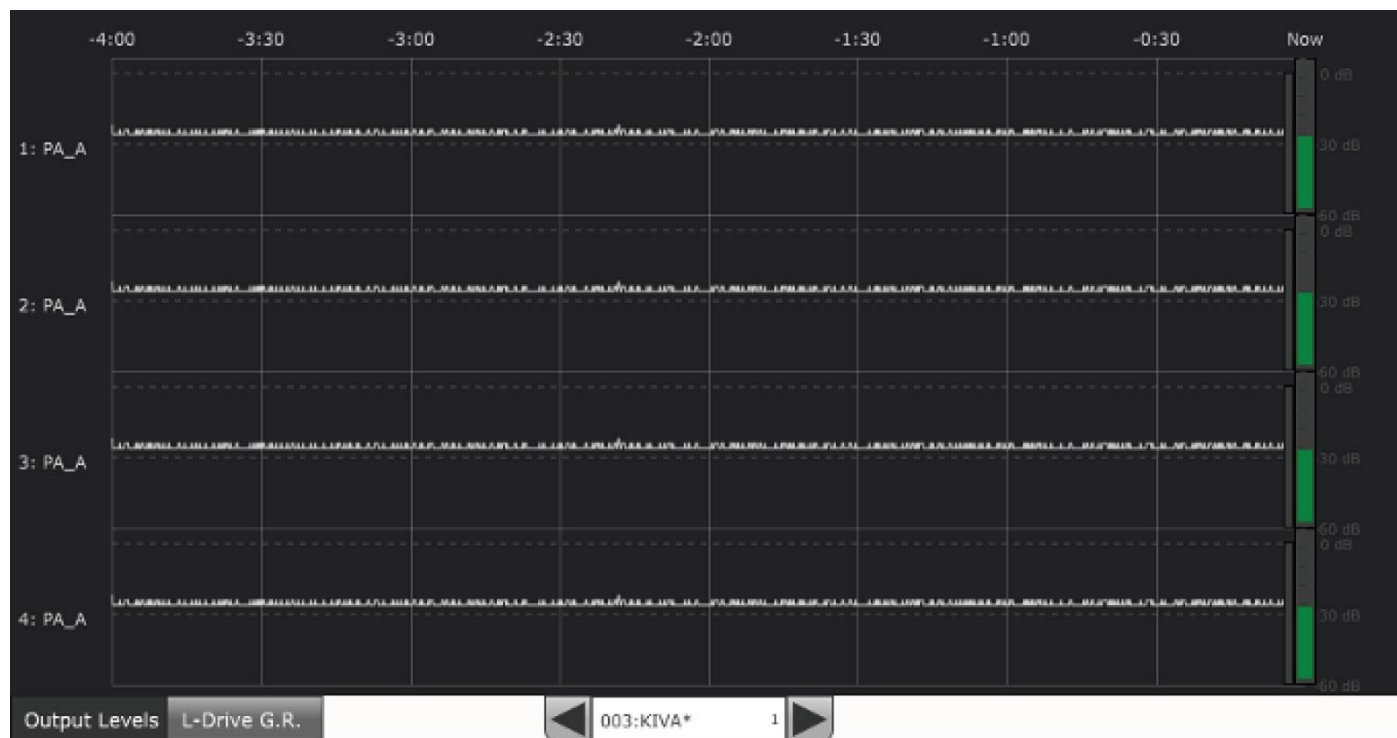 -4:00 -3:30 -3:00 -2:30 -2:00 -1:30 -1:00 -0:30 Now
0 dB
1: PA_A
-30 dB
-60 dB
0 dB
2: PA_A
-30 dB
-60 dB
0 dB
3: PA_A
-30 dB
-60 dB
0 dB
4: PA_A
-30 dB
-60 dB
Output Levels L-Drive G.R. 003:KIVA* 1